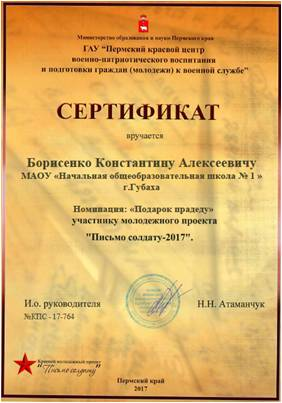 Министерство образования и науки Пермского края
ГАУ "Пермский краевой центр
военно-патриотического воспитания
и подготовки граждан (молодежи) к военной службе"
СЕРТИФИКАТ
вручается
Борисенко Константину Алексеевичу
МАОУ «Начальная общеобразовательная школа № 1 »
г.Губаха
Номинация: «Подарок прадеду»
участнику молодежного проекта
"Письмо солдату-2017".
И.о. руководителя
Н.Н. Атаманчук
№КПС - 17-764
Краевой молодежный проект
"Письмо солдату"
Пермский край
2017